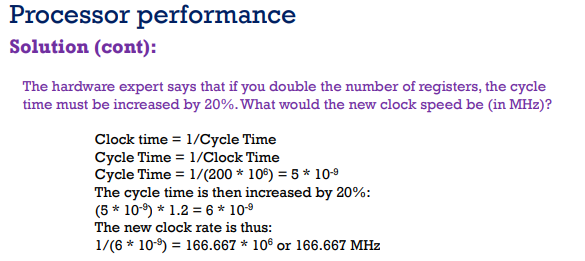 Processor performance
Solution (cont):
The hardware expert says that if you double the number of registers, the cycle
time must be increased by 20%. What would the new clock speed be (in MHz)?
Clock time = 1/Cycle Time
Cycle Time = 1/Clock Time
Cycle Time = 1/(200 * 10⁶) = 5 * 10⁻⁹
The cycle time is then increased by 20%:
(5 * 10⁻⁹) * 1.2 = 6 * 10⁻⁹
The new clock rate is thus:
1/(6 * 10⁻⁹) = 166.667 * 10⁶ or 166.667 MHz